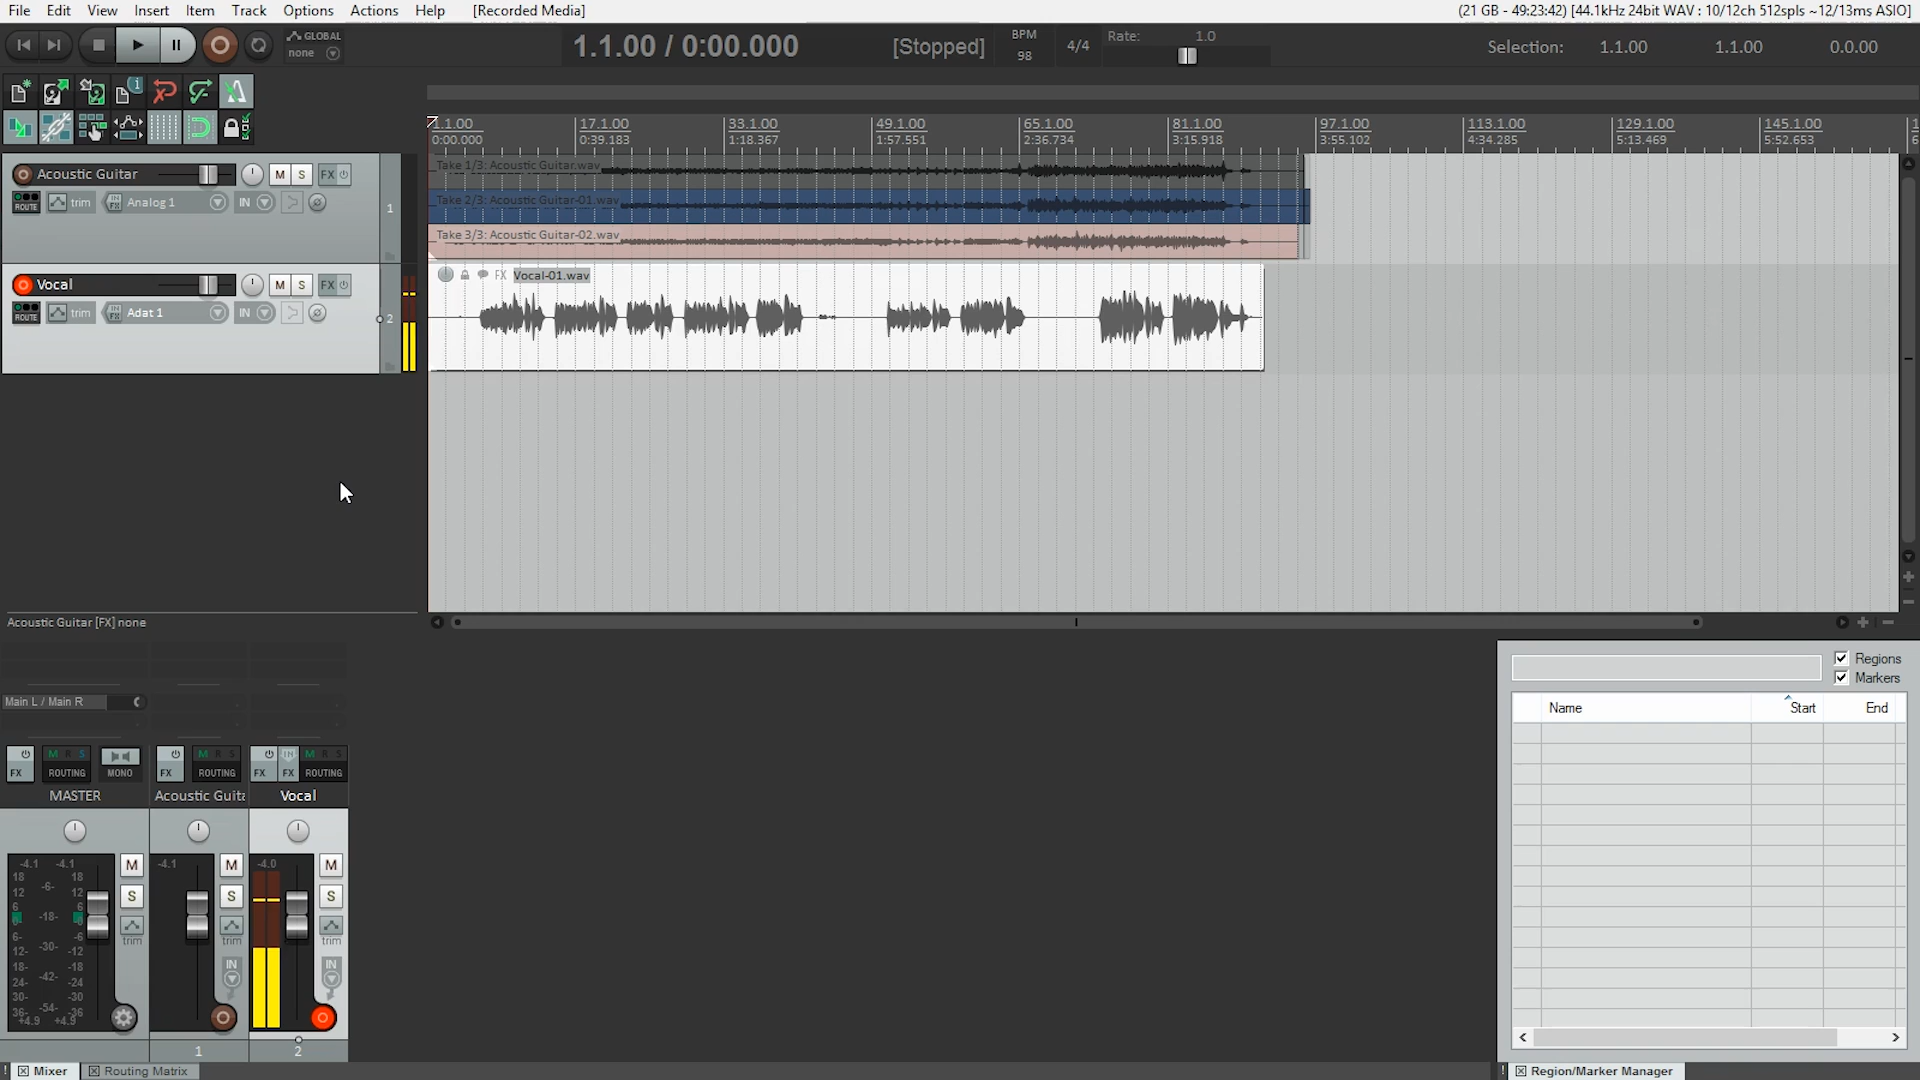 File Edit View Insert Item Track Options Actions Help [Recorded Media] (21 GB - 49:23:42) [44.1kHz 24bit WAV : 10/12ch 512spls ~12/13ms ASIO]
GLOBAL
none
1.1.00 / 0:00.000 [Stopped] BPM 98 4/4 Rate: 1.0 Selection: 1.1.00 1.1.00 0.0.00
1.1.00 17.1.00 33.1.00 49.1.00 65.1.00 81.1.00 97.1.00 113.1.00 129.1.00 145.1.00
0:00.000 0:39.183 1:18.367 1:57.551 2:36.734 3:15.918 3:55.102 4:34.285 5:13.469 5:52.653
Acoustic Guitar M S FX
ROUTE trim IN FX Analog 1 IN
1
Take 1/3: Acoustic Guitar.wav
Take 2/3: Acoustic Guitar-01.wav
Take 3/3: Acoustic Guitar-02.wav
Vocal M S FX
ROUTE trim IN FX Adat 1 IN
2
FX Vocal-01.wav
Acoustic Guitar [FX] none
Main L / Main R
FX M R S ROUTING MONO FX M R S ROUTING FX IN FX M R S ROUTING
MASTER Acoustic Guita Vocal
-4.1 -4.1 M -4.1 M -4.0 M
18 18
12 -6- 12 S S S
6 6
0 -18- 0
6- -6 trim trim trim
12- -30- -12
18- -18 IN IN
24- -42- -24
30- -30
36- -54- -36
+4.9 +4.9
1 2
! Mixer Routing Matrix
Regions
Markers
Name Start End
! Region/Marker Manager